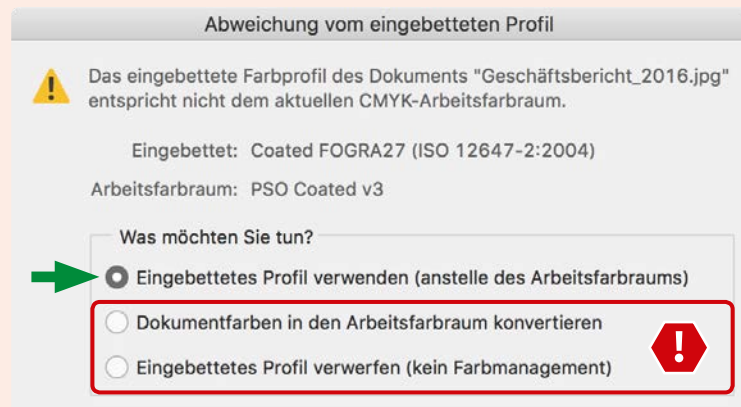 Abweichung vom eingebetteten Profil
Das eingebettete Farbprofil des Dokuments "Geschäftsbericht_2016.jpg"
entspricht nicht dem aktuellen CMYK-Arbeitsfarbraum.
Eingebettet: Coated FOGRA27 (ISO 12647-2:2004)
Arbeitsfarbraum: PSO Coated v3
Was möchten Sie tun?
Eingebettetes Profil verwenden (anstelle des Arbeitsfarbraums)
Dokumentfarben in den Arbeitsfarbraum konvertieren
Eingebettetes Profil verwerfen (kein Farbmanagement)